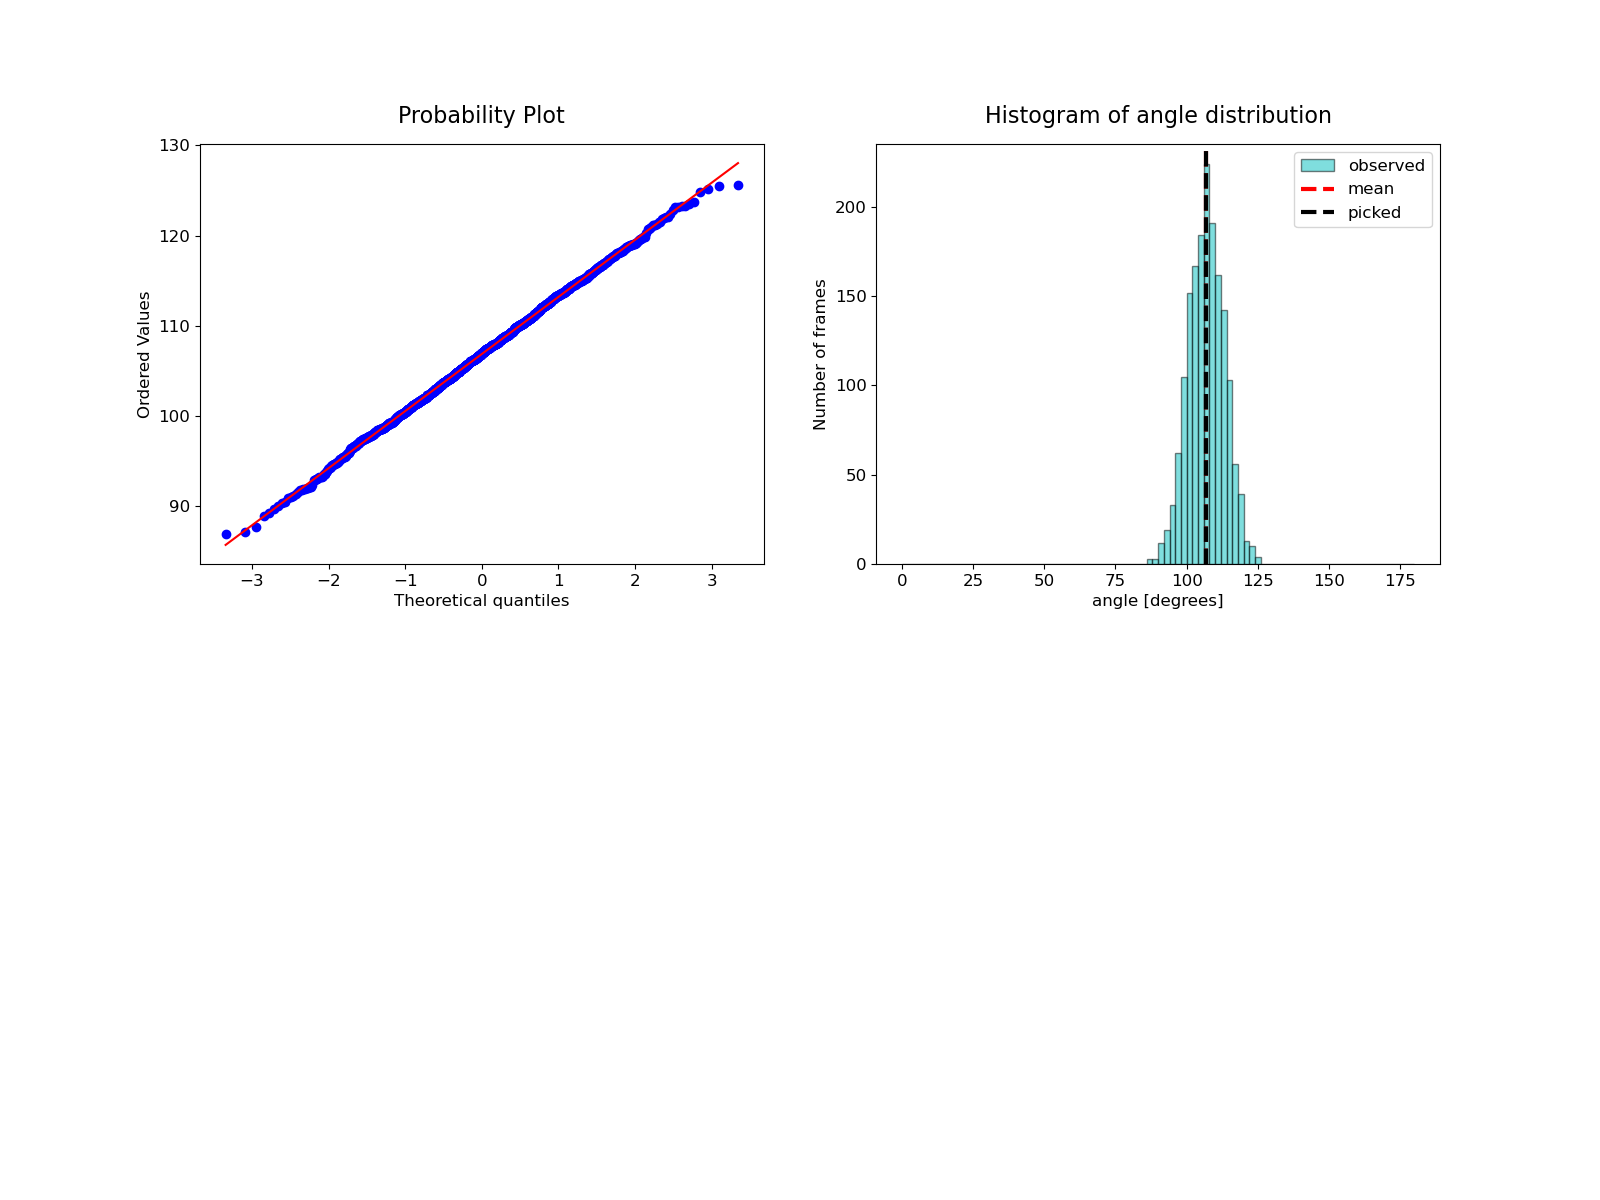 Probability Plot
130
120
110
100
90
Ordered Values
−3
−2
−1
0
1
2
3
Theoretical quantiles
Histogram of angle distribution
observed
mean
picked
200
150
100
50
0
Number of frames
0
25
50
75
100
125
150
175
angle [degrees]